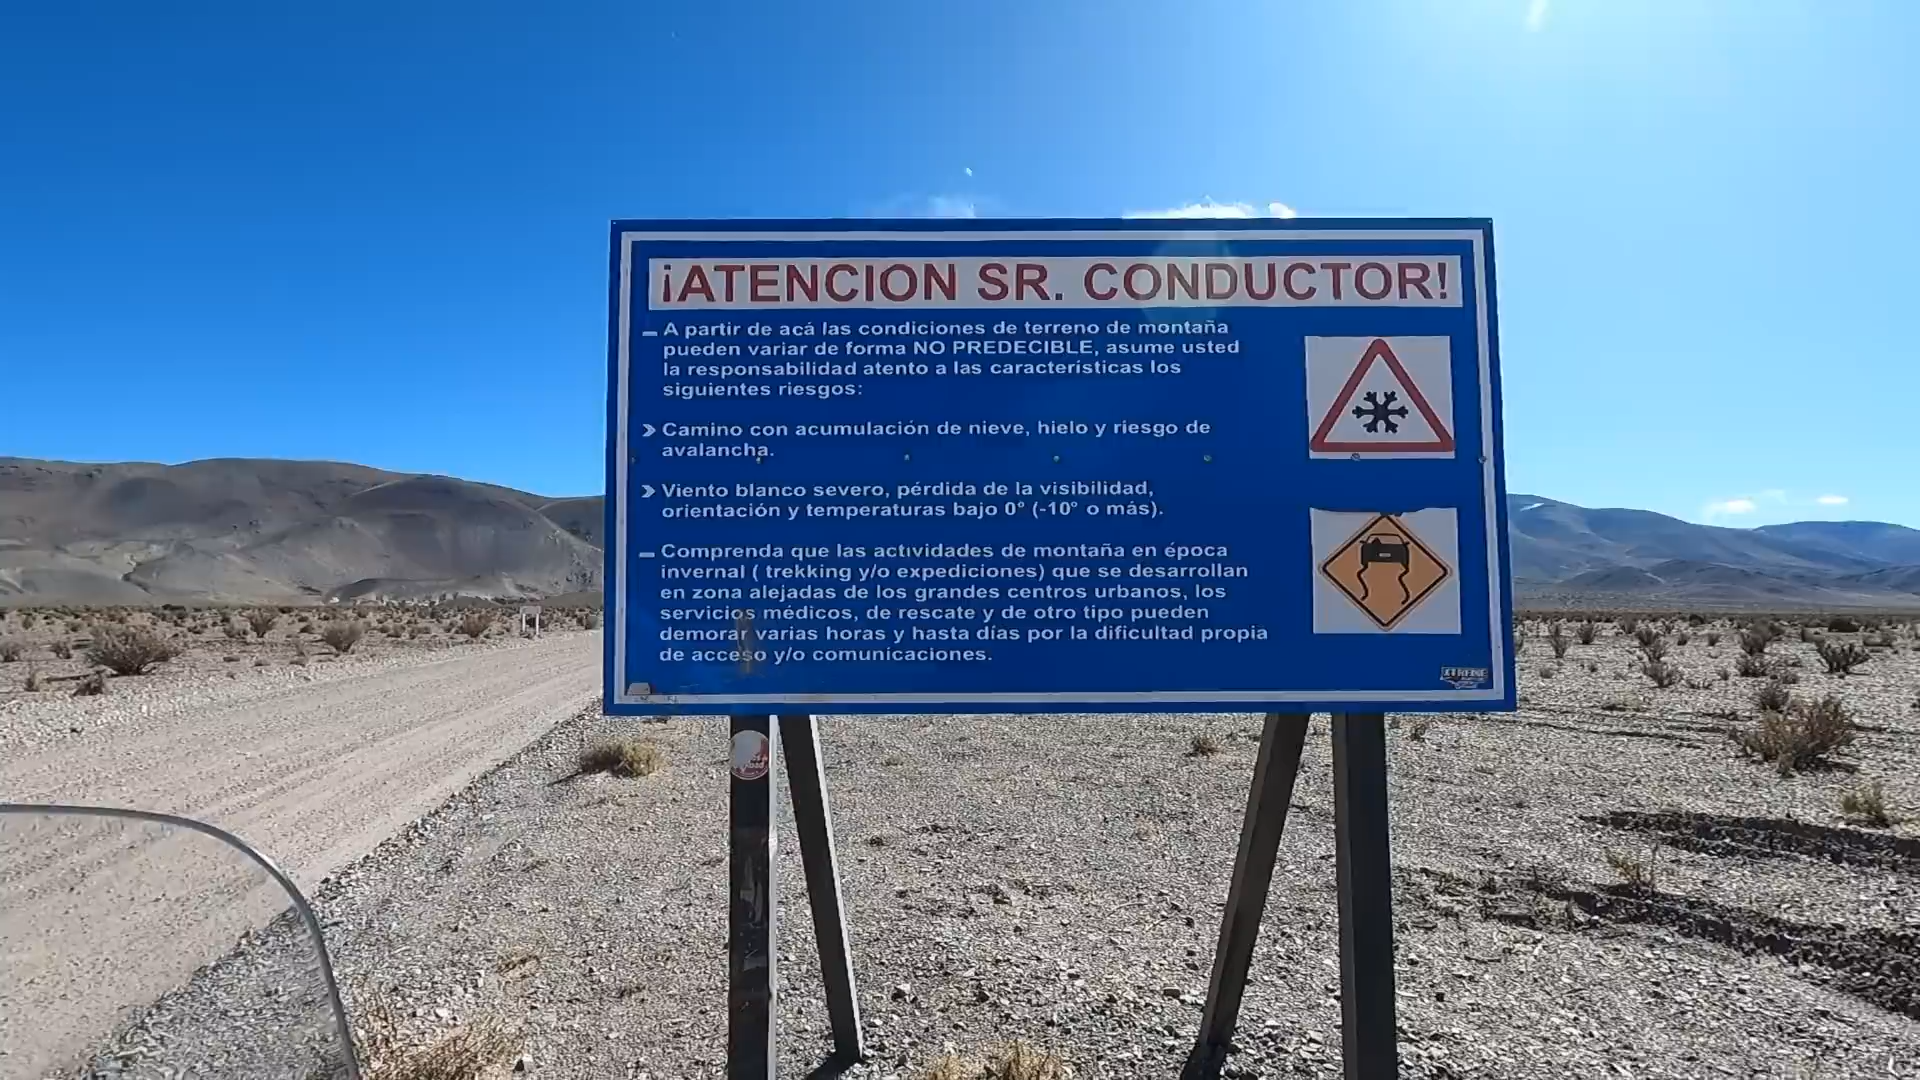 ¡ATENCION SR. CONDUCTOR!
A partir de acá las condiciones de terreno de montaña
pueden variar de forma NO PREDECIBLE, asume usted
la responsabilidad atento a las características los
siguientes riesgos:
Camino con acumulación de nieve, hielo y riesgo de
avalancha.
Viento blanco severo, pérdida de la visibilidad,
orientación y temperaturas bajo 0° (-10° o más).
Comprenda que las actividades de montaña en época
invernal ( trekking y/o expediciones) que se desarrollan
en zona alejadas de los grandes centros urbanos, los
servicios médicos, de rescate y de otro tipo pueden
demorar varias horas y hasta días por la dificultad propia
de acceso y/o comunicaciones.